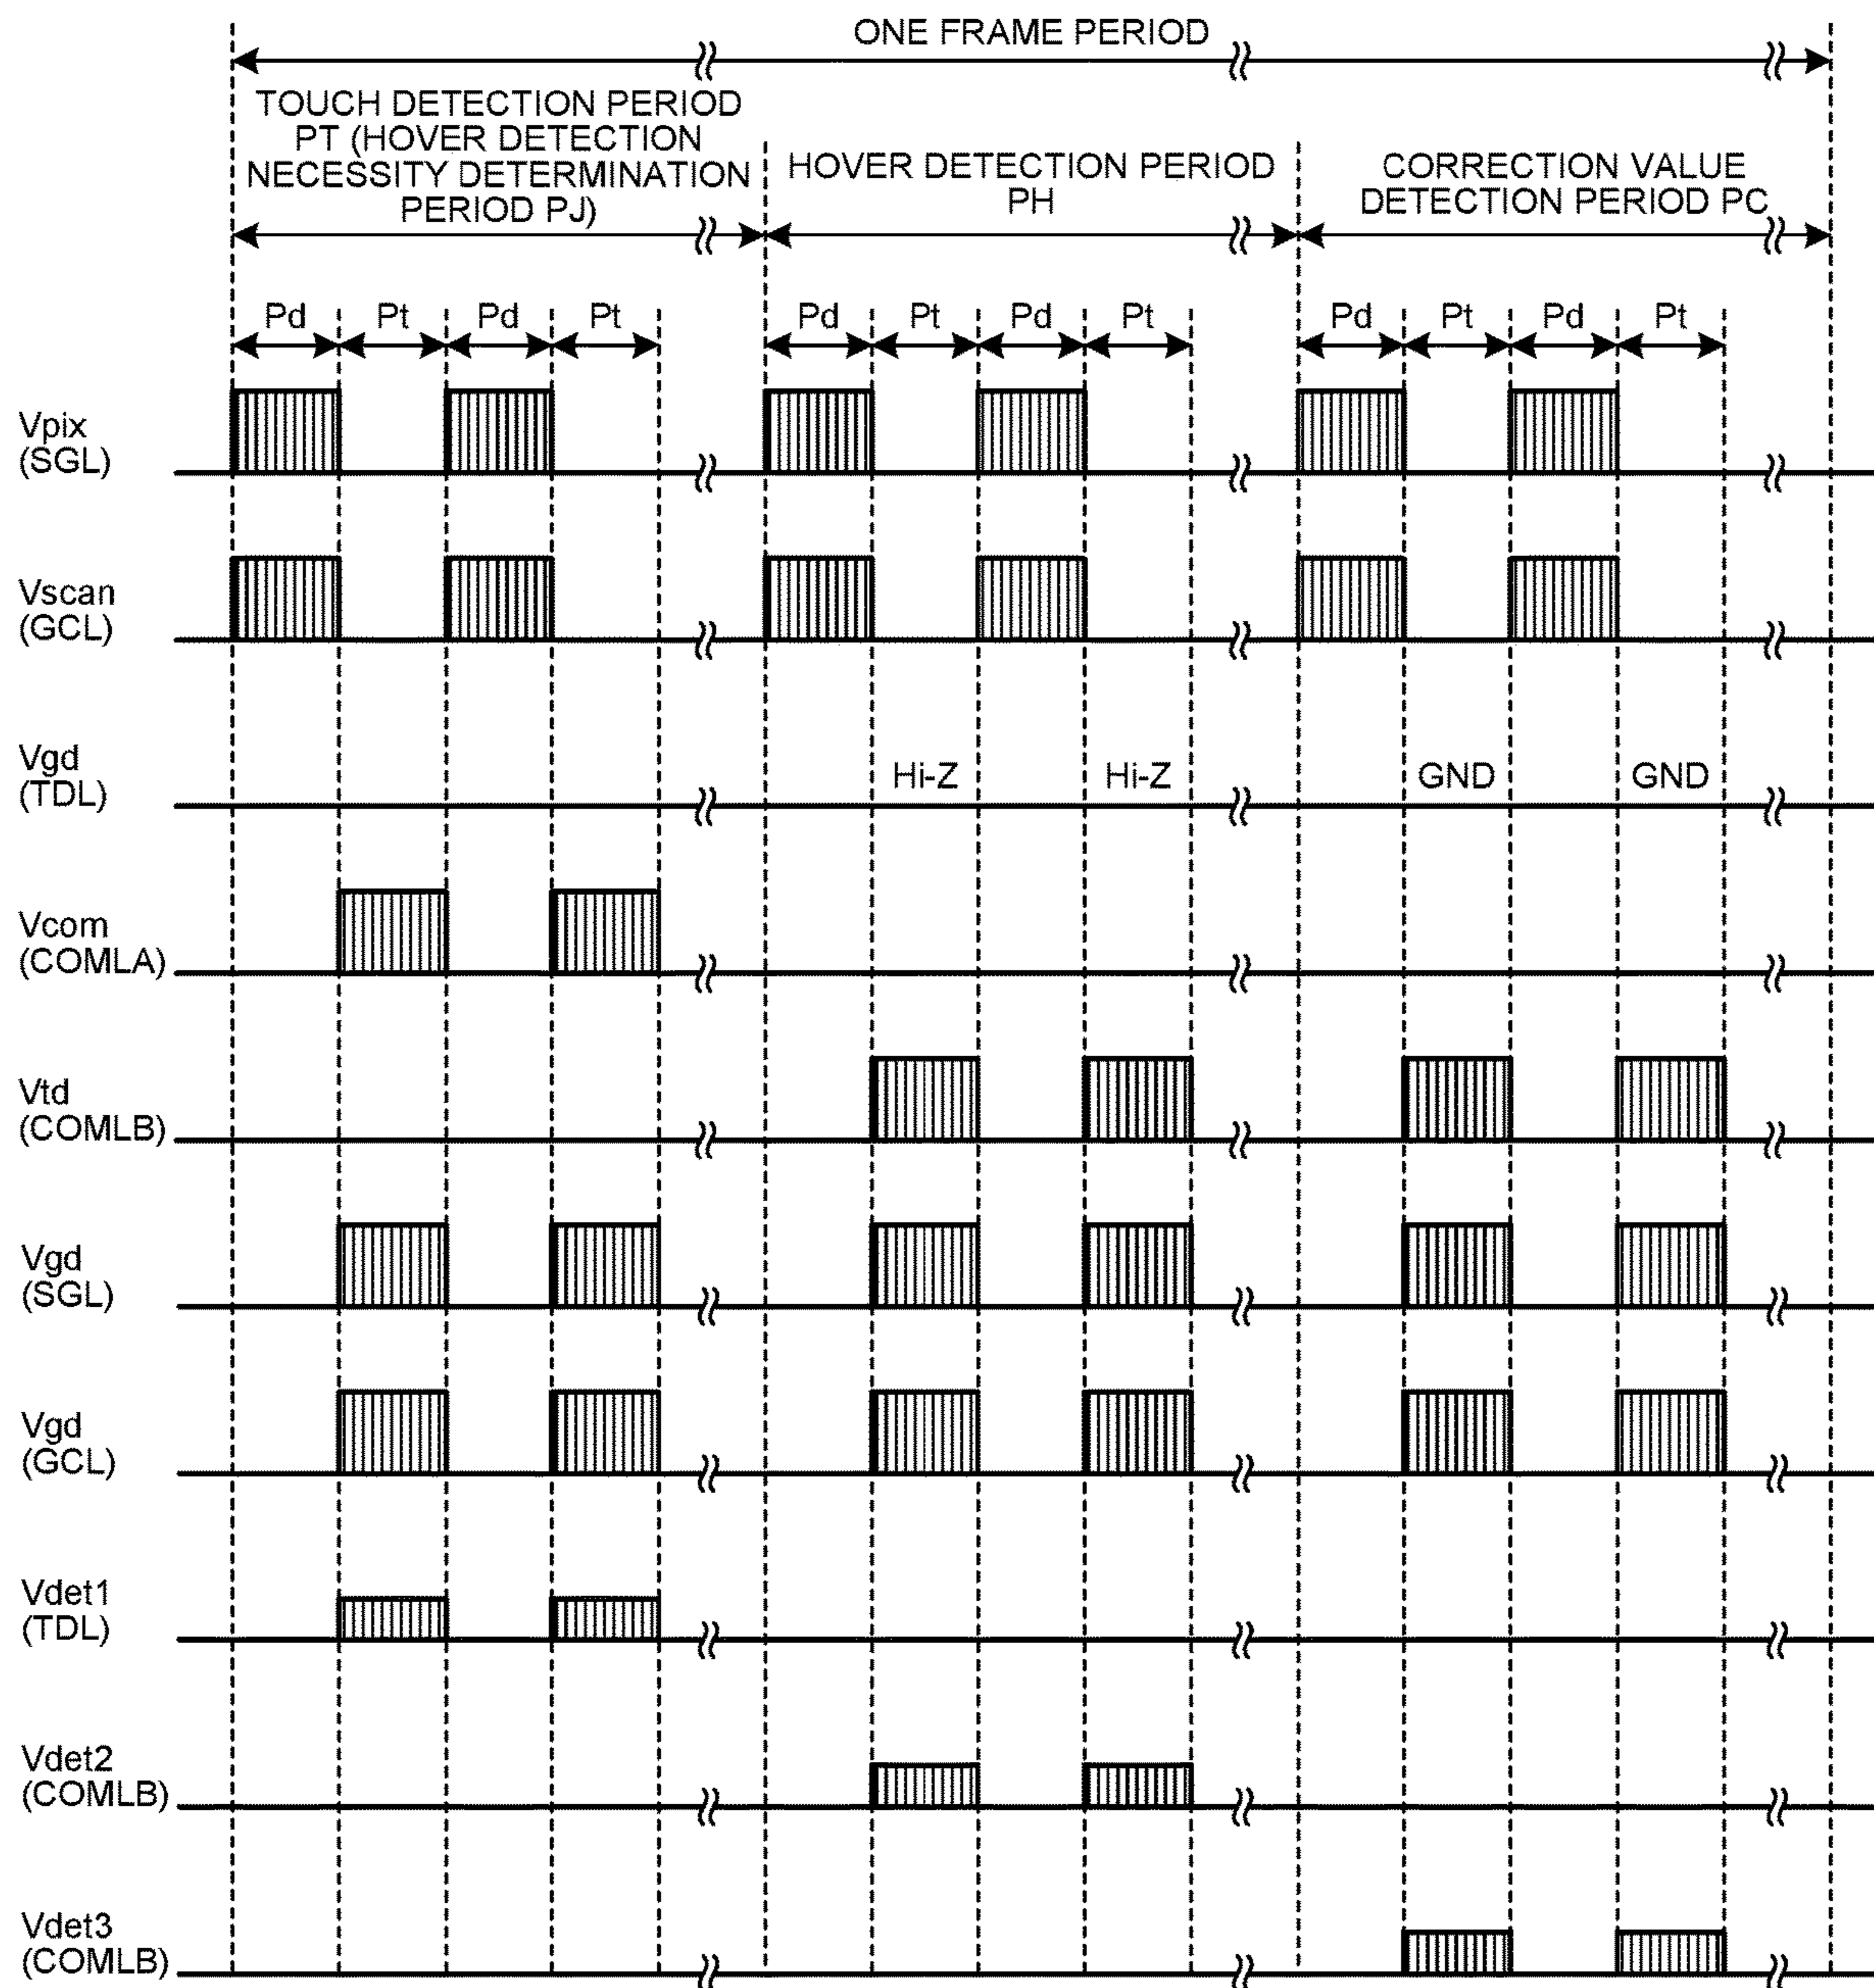 ONE FRAME PERIOD
TOUCH DETECTION PERIOD
PT (HOVER DETECTION
NECESSITY DETERMINATION
PERIOD PJ)
HOVER DETECTION PERIOD
PH
CORRECTION VALUE
DETECTION PERIOD PC
Pd Pt Pd Pt Pd Pt Pd Pt Pd Pt Pd Pt
Vpix
(SGL)
Vscan
(GCL)
Vgd
(TDL)
Hi-Z Hi-Z GND GND
Vcom
(COMLA)
Vtd
(COMLB)
Vgd
(SGL)
Vgd
(GCL)
Vdet1
(TDL)
Vdet2
(COMLB)
Vdet3
(COMLB)